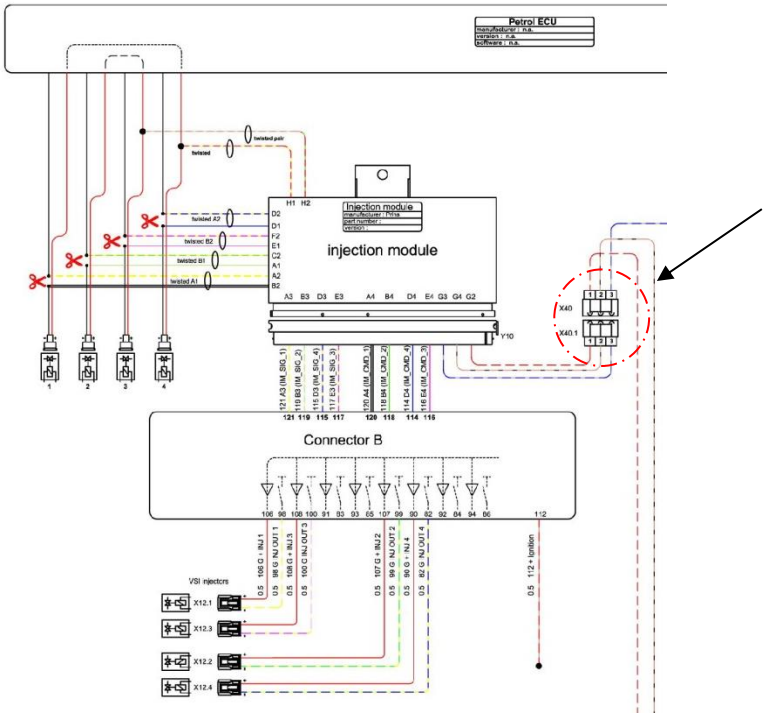 Petrol ECU
manufacturer : n.a.
version : n.a.
software : n.a.
twisted pair
twisted
H1 H2
Injection module
manufacturer : Prins
part number :
version :
injection module
D2
twisted A2
D1
F2
twisted B2
E1
C2
twisted B1
A1
A2
twisted A1
B2
A3 B3 D3 E3 A4 B4 D4 E4 G3 G4 G2
Y10
1 2 3
X40
X40.1
1 2 3
1 2 3 4
121 A3 (IM_SIG_1)
119 B3 (IM_SIG_2)
115 D3 (IM_SIG_4)
117 E3 (IM_SIG_3)
120 A4 (IM_CMD_1)
118 B4 (IM_CMD_2)
114 D4 (IM_CMD_4)
116 E4 (IM_CMD_3)
121 119 115 117 120 118 114 116
Connector B
106 98 108 100 91 83 93 85 107 99 90 82 92 84 94 86 112
0.5 106 G + INJ 1
0.5 98 G INJ OUT 1
0.5 108 G + INJ 3
0.5 100 G INJ OUT 3
0.5 107 G + INJ 2
0.5 99 G INJ OUT 2
0.5 90 G + INJ 4
0.5 82 G INJ OUT 4
0.5 112 + Ignition
VSI injectors
X12.1
X12.3
X12.2
X12.4